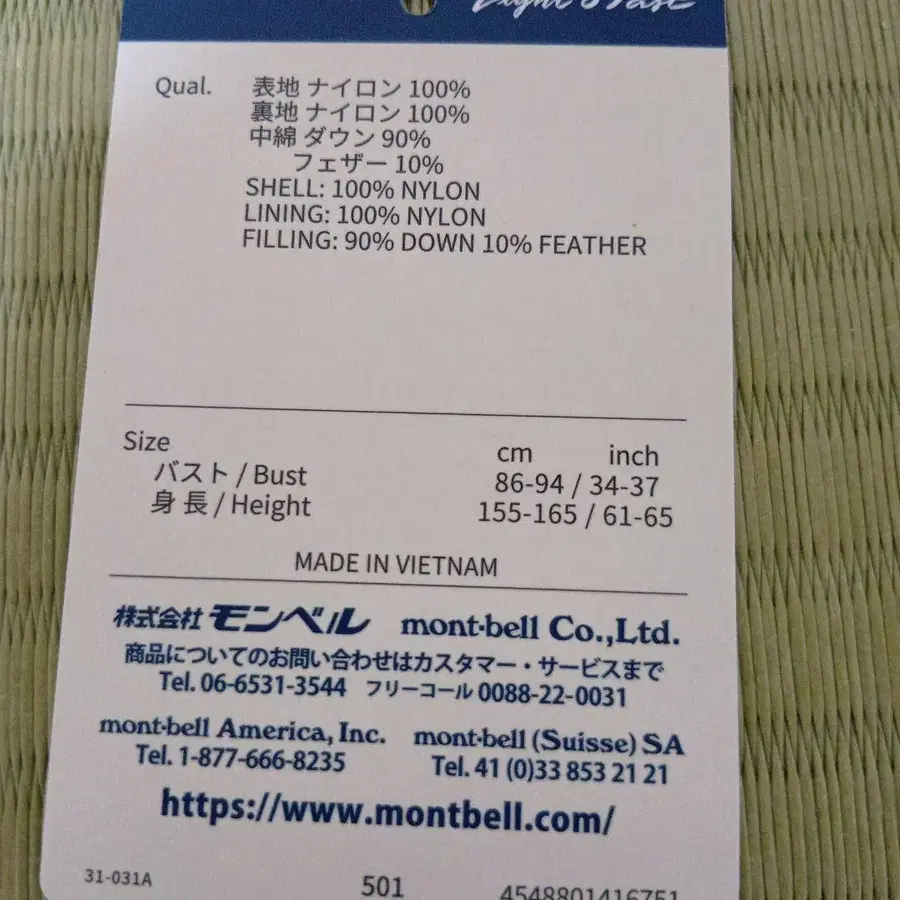 Light & Fast
Qual. 表地 ナイロン 100%
裏地 ナイロン 100%
中綿 ダウン 90%
フェザー 10%
SHELL: 100% NYLON
LINING: 100% NYLON
FILLING: 90% DOWN 10% FEATHER
Size cm inch
バスト / Bust 86-94 / 34-37
身 長 / Height 155-165 / 61-65
MADE IN VIETNAM
株式会社 モンベル mont-bell Co.,Ltd.
商品についてのお問い合わせはカスタマー・サービスまで
Tel. 06-6531-3544 フリーコール 0088-22-0031
mont-bell America, Inc. mont-bell (Suisse) SA
Tel. 1-877-666-8235 Tel. 41 (0)33 853 21 21
https://www.montbell.com/
31-031A 501 4548801416751